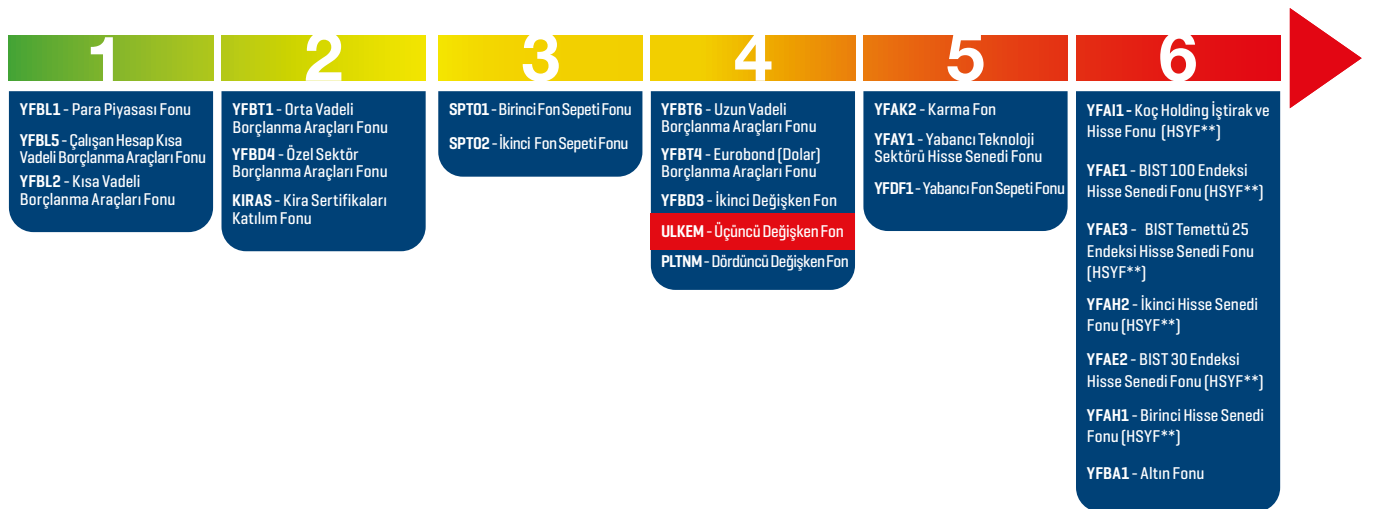 1
YFBL1 - Para Piyasası Fonu
YFBL5 - Çalışan Hesap Kısa
Vadeli Borçlanma Araçları Fonu
YFBL2 - Kısa Vadeli
Borçlanma Araçları Fonu
2
YFBT1 - Orta Vadeli
Borçlanma Araçları Fonu
YFBD4 - Özel Sektör
Borçlanma Araçları Fonu
KIRAS - Kira Sertifikaları
Katılım Fonu
3
SPT01 - Birinci Fon Sepeti Fonu
SPT02 - İkinci Fon Sepeti Fonu
4
YFBT6 - Uzun Vadeli
Borçlanma Araçları Fonu
YFBT4 - Eurobond (Dolar)
Borçlanma Araçları Fonu
YFBD3 - İkinci Değişken Fon
ULKEM - Üçüncü Değişken Fon
PLTNM - Dördüncü Değişken Fon
5
YFAK2 - Karma Fon
YFAY1 - Yabancı Teknoloji
Sektörü Hisse Senedi Fonu
YFDF1 - Yabancı Fon Sepeti Fonu
6
YFAI1 - Koç Holding İştirak ve
Hisse Fonu (HSYF**)
YFAE1 - BIST 100 Endeksi
Hisse Senedi Fonu (HSYF**)
YFAE3 - BIST Temettü 25
Endeksi Hisse Senedi Fonu
(HSYF**)
YFAH2 - İkinci Hisse Senedi
Fonu (HSYF**)
YFAE2 - BIST 30 Endeksi
Hisse Senedi Fonu (HSYF**)
YFAH1 - Birinci Hisse Senedi
Fonu (HSYF**)
YFBA1 - Altın Fonu